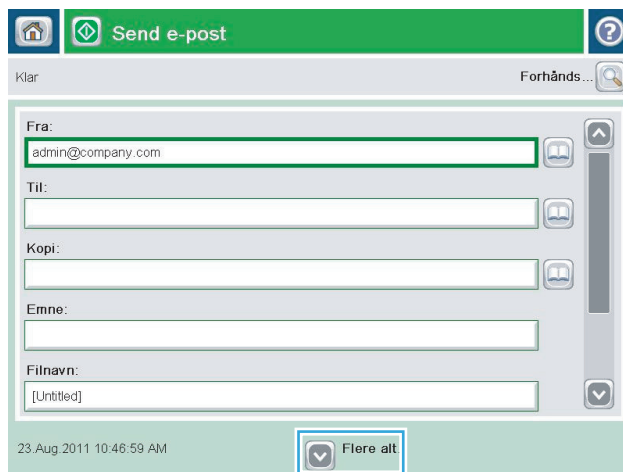 Send e-post
Klar
Forhånds...
Fra:
admin@company.com
Til:
Kopi:
Emne:
Filnavn:
[Untitled]
23.Aug.2011 10:46:59 AM
Flere alt.